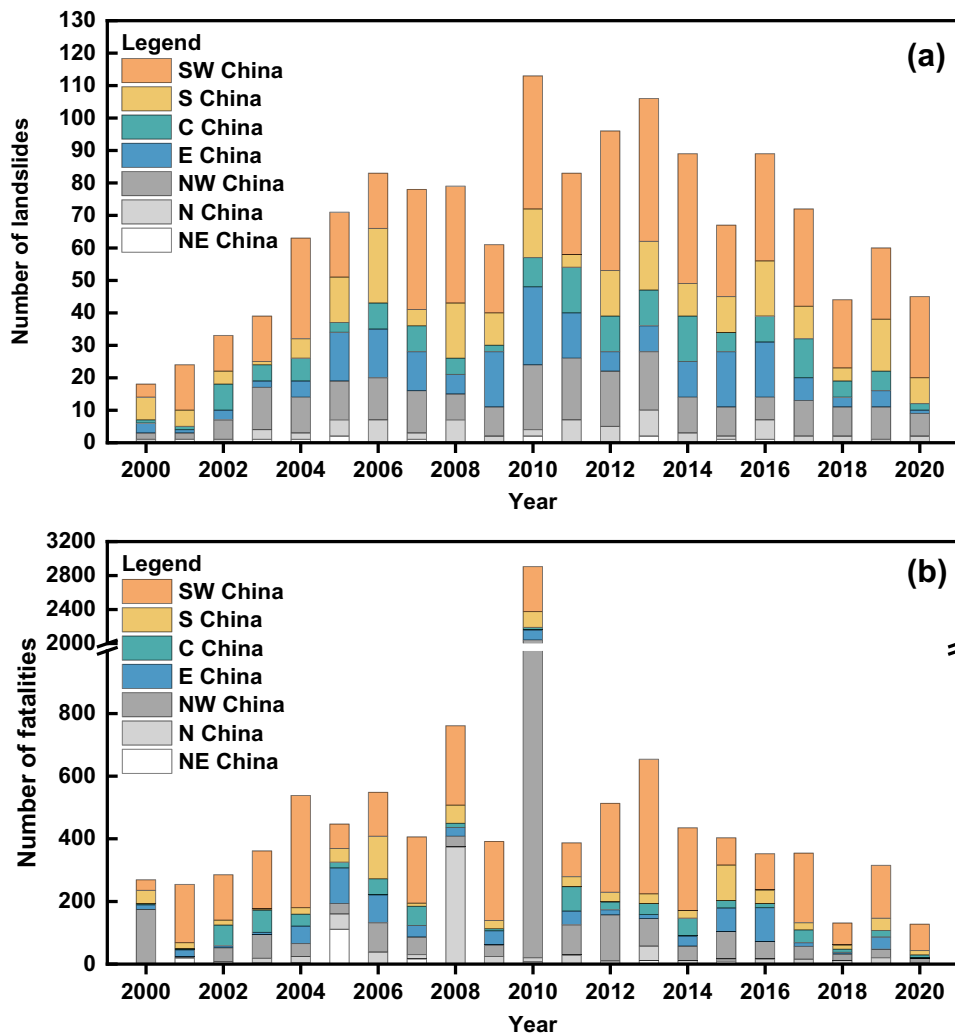 130
120
110
100
90
80
70
60
50
40
30
20
10
0
Number of landslides
Legend
SW China
S China
C China
E China
NW China
N China
NE China
(a)
2000 2002 2004 2006 2008 2010 2012 2014 2016 2018 2020
Year
3200
2800
2400
2000
800
600
400
200
0
Number of fatalities
Legend
SW China
S China
C China
E China
NW China
N China
NE China
(b)
2000 2002 2004 2006 2008 2010 2012 2014 2016 2018 2020
Year